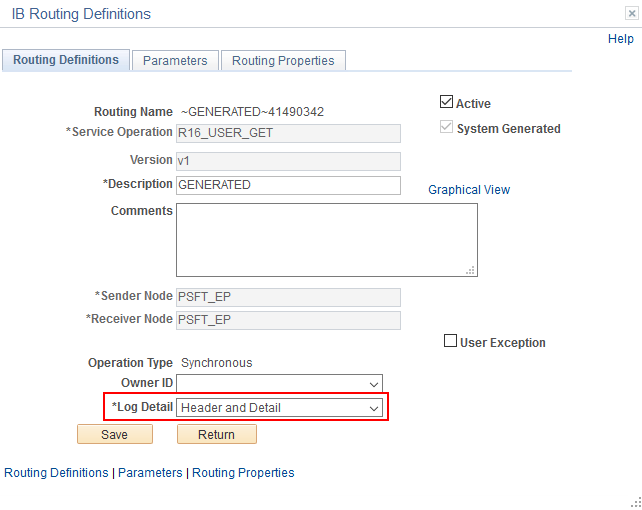 IB Routing Definitions
Help
Routing Definitions Parameters Routing Properties
Routing Name ~GENERATED~41490342 Active
*Service Operation R16_USER_GET System Generated
Version v1
*Description GENERATED Graphical View
Comments
*Sender Node PSFT_EP
*Receiver Node PSFT_EP
User Exception
Operation Type Synchronous
Owner ID
*Log Detail Header and Detail
Save Return
Routing Definitions | Parameters | Routing Properties